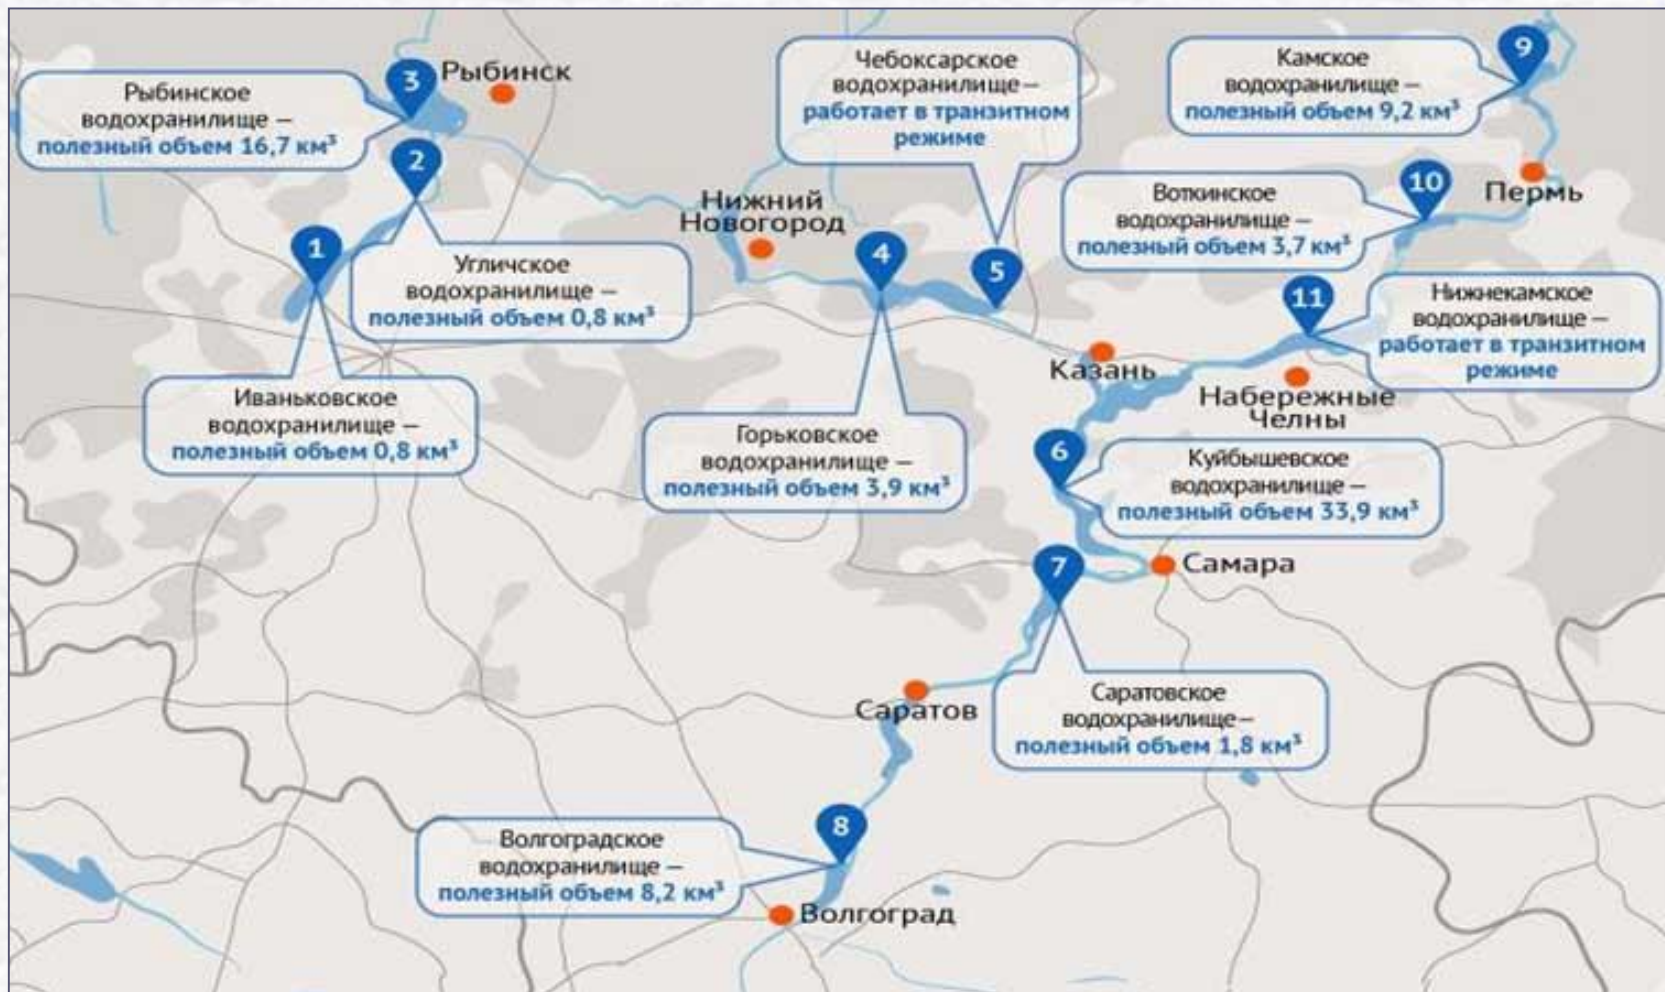 3
Рыбинск
Рыбинское
водохранилище —
полезный объем 16,7 км³
2
Угличское
водохранилище —
полезный объем 0,8 км³
1
Иваньковское
водохранилище —
полезный объем 0,8 км³
Чебоксарское
водохранилище —
работает в транзитном
режиме
5
Нижний
Новгород
4
Горьковское
водохранилище —
полезный объем 3,9 км³
9
Камское
водохранилище —
полезный объем 9,2 км³
Пермь
10
Воткинское
водохранилище —
полезный объем 3,7 км³
11
Нижнекамское
водохранилище —
работает в транзитном
режиме
Казань
Набережные
Челны
6
Куйбышевское
водохранилище —
полезный объем 33,9 км³
Самара
7
Саратовское
водохранилище —
полезный объем 1,8 км³
Саратов
8
Волгоградское
водохранилище —
полезный объем 8,2 км³
Волгоград